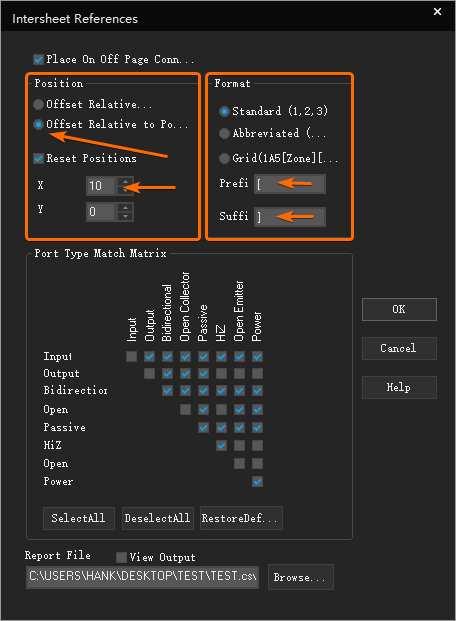 Intersheet References
Place On Off Page Conn...
Position
Offset Relative...
Offset Relative to Po...
Reset Positions
X 10
Y 0
Format
Standard (1,2,3)
Abbreviated (...
Grid(1A5[Zone][...
Prefi [
Suffi ]
Port Type Match Matrix
Input
Output
Bidirectional
Open Collector
Passive
HZ
Open Emitter
Power
Input
Output
Bidirection
Open
Passive
HiZ
Open
Power
SelectAll DeselectAll RestoreDef...
OK
Cancel
Help
Report File View Output
C:\USERS\HANK\DESKTOP\TEST\TEST.csv Browse...